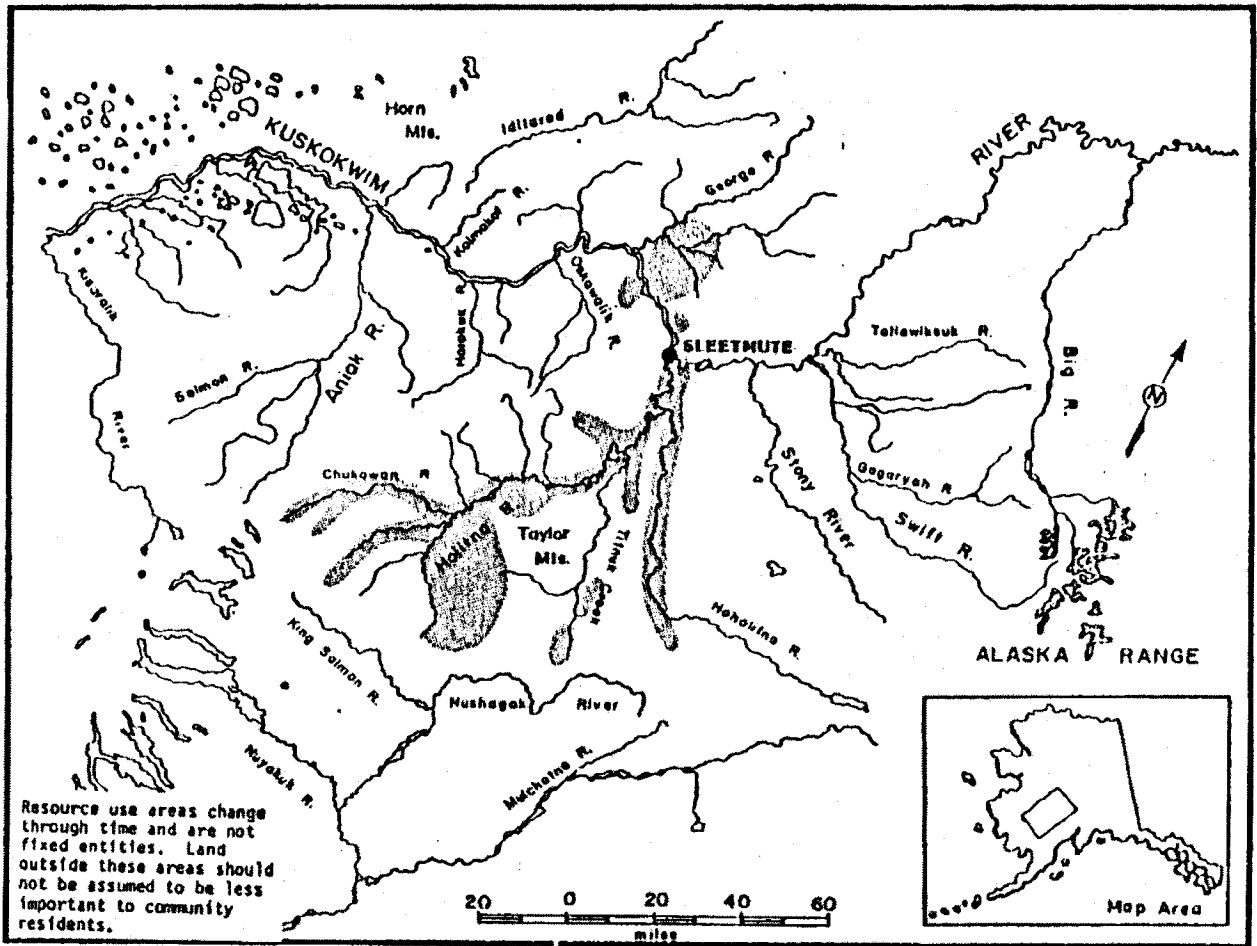 Horn
Mts.
Iditarod R.
KUSKOKWIM
RIVER
George R.
Kolmakof R.
Kisaralik
River
Oskawalik R.
Aniak R.
Salmon R.
SLEETMUTE
Tatlawiksuk R.
Big R.
N
Stony
River
Gagaryah R
Swift R.
Chukowan R
Holitna R.
Taylor
Mts.
Titnuk Creek
Hoholitna R.
King Salmon R.
ALASKA RANGE
Nushagak River
Nuyakuk R.
Mulchatna R.
Resource use areas change
through time and are not
fixed entities. Land
outside these areas should
not be assumed to be less
important to community
residents.
20 0 20 40 60
miles
Map Area